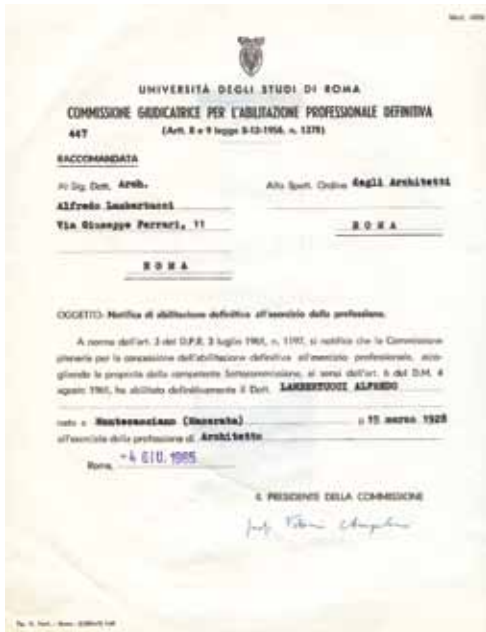 UNIVERSITÀ DEGLI STUDI DI ROMA
COMMISSIONE GIUDICATRICE PER L'ABILITAZIONE PROFESSIONALE DEFINITIVA
447 (Artt. 8 e 9 legge 8-12-1956, n. 1378)
RACCOMANDATA
Al Sig. Dott. Arch.
Alfredo Lambertucci
Via Giuseppe Ferrari, 11
ROMA
Allo Spett. Ordine degli Architetti
ROMA
OGGETTO: Notifica di abilitazione definitiva all'esercizio della professione.
A norma dell'art. 3 del D.P.R. 3 luglio 1961, n. 1197, si notifica che la Commissione
plenaria per la concessione dell'abilitazione definitiva all'esercizio professionale, acco-
gliendo la proposta della competente Sottocommissione, ai sensi dell'art. 6 del D.M. 4
agosto 1961, ha abilitato definitivamente il Dott. LAMBERTUCCI ALFREDO
nato a Montecassiano (Macerata) il 15 marzo 1928
all'esercizio della professione di Architetto
Roma, -4 GIU. 1965
IL PRESIDENTE DELLA COMMISSIONE